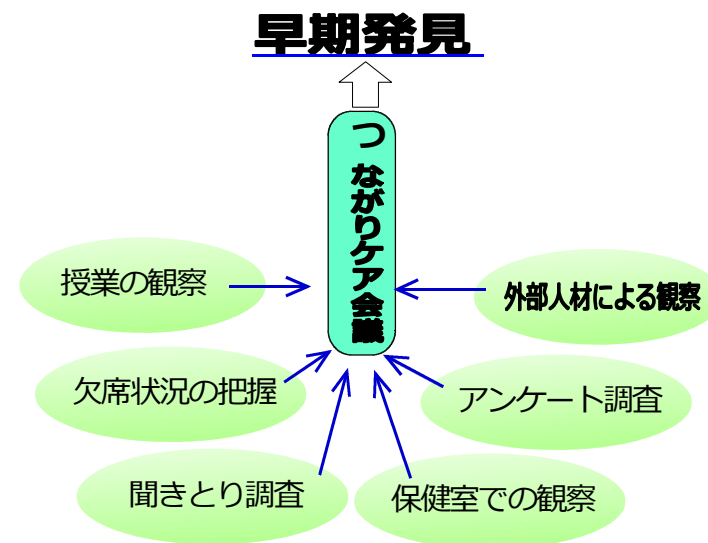 早期発見
つながりケア会議
授業の観察
外部人材による観察
欠席状況の把握
アンケート調査
聞きとり調査
保健室での観察